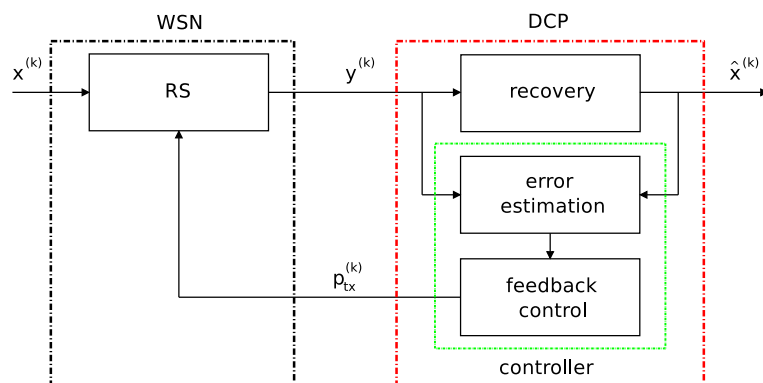 WSN
DCP
x^(k)
RS
y^(k)
recovery
x̂^(k)
error
estimation
p_tx^(k)
feedback
control
controller